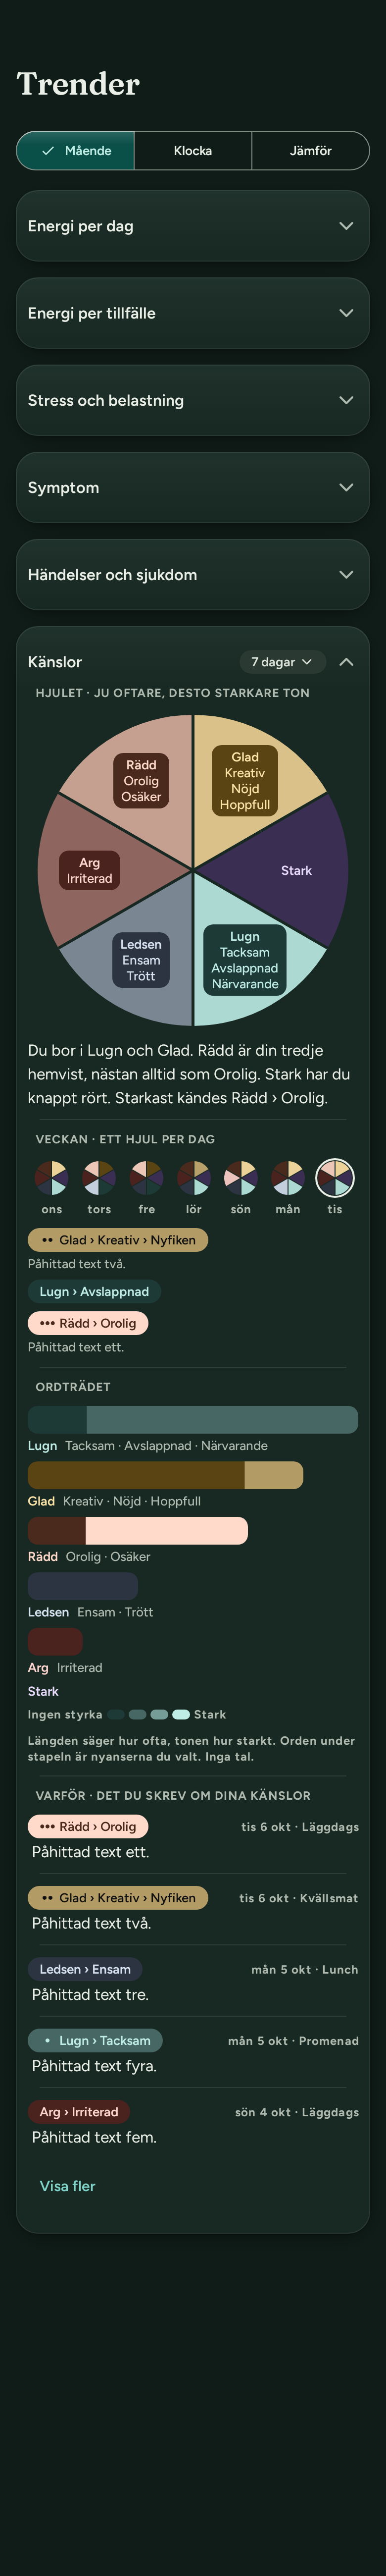 Trender
Mående
Klocka
Jämför
Energi per dag
Energi per tillfälle
Stress och belastning
Symptom
Händelser och sjukdom
Känslor
7 dagar
HJULET · JU OFTARE, DESTO STARKARE TON
Rädd
Orolig
Osäker
Glad
Kreativ
Nöjd
Hoppfull
Arg
Irriterad
Stark
Ledsen
Ensam
Trött
Lugn
Tacksam
Avslappnad
Närvarande
Du bor i Lugn och Glad. Rädd är din tredje
hemvist, nästan alltid som Orolig. Stark har du
knappt rört. Starkast kändes Rädd › Orolig.
VECKAN · ETT HJUL PER DAG
ons tors fre lör sön mån tis
•• Glad › Kreativ › Nyfiken
Påhittad text två.
Lugn › Avslappnad
••• Rädd › Orolig
Påhittad text ett.
ORDTRÄDET
Lugn Tacksam · Avslappnad · Närvarande
Glad Kreativ · Nöjd · Hoppfull
Rädd Orolig · Osäker
Ledsen Ensam · Trött
Arg Irriterad
Stark
Ingen styrka Stark
Längden säger hur ofta, tonen hur starkt. Orden under
stapeln är nyanserna du valt. Inga tal.
VARFÖR · DET DU SKREV OM DINA KÄNSLOR
••• Rädd › Orolig tis 6 okt · Läggdags
Påhittad text ett.
•• Glad › Kreativ › Nyfiken tis 6 okt · Kvällsmat
Påhittad text två.
Ledsen › Ensam mån 5 okt · Lunch
Påhittad text tre.
• Lugn › Tacksam mån 5 okt · Promenad
Påhittad text fyra.
Arg › Irriterad sön 4 okt · Läggdags
Påhittad text fem.
Visa fler